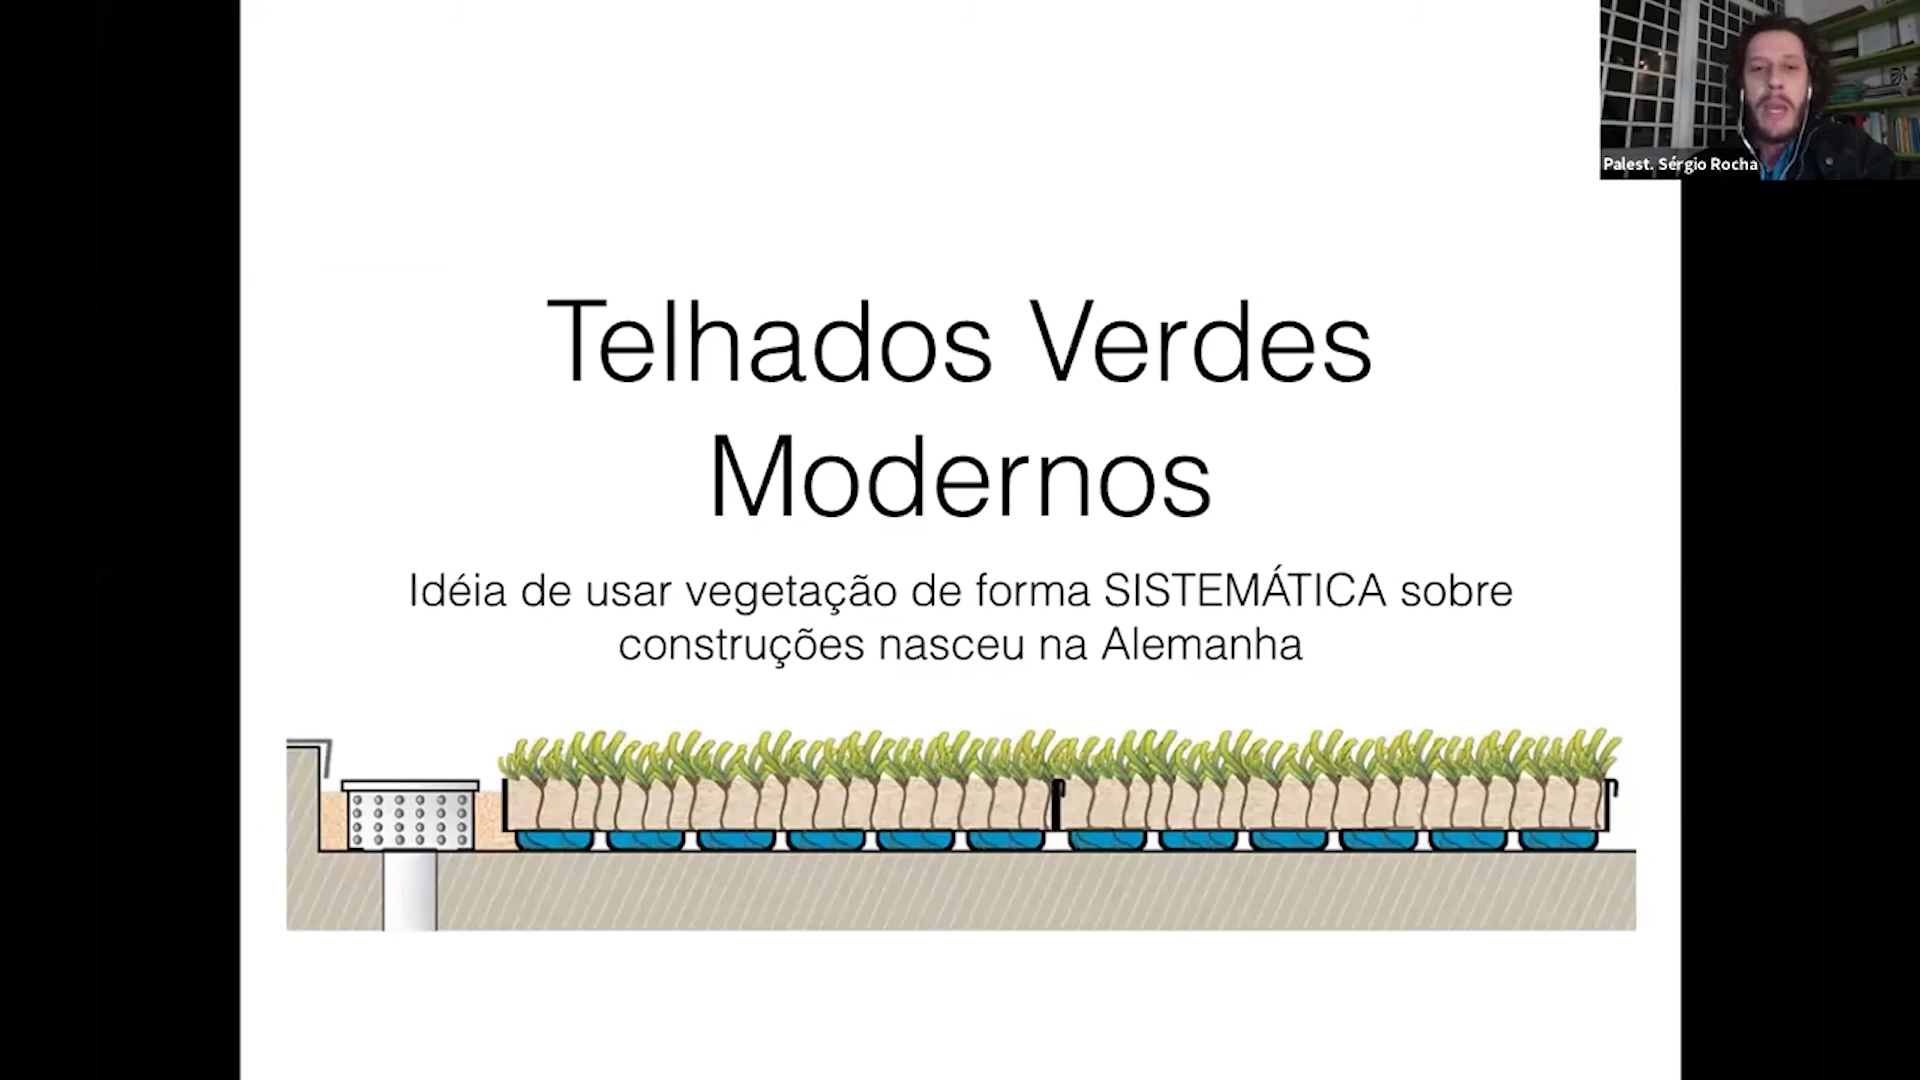 Palest. Sérgio Rocha
Telhados Verdes
Modernos
Idéia de usar vegetação de forma SISTEMÁTICA sobre
construções nasceu na Alemanha